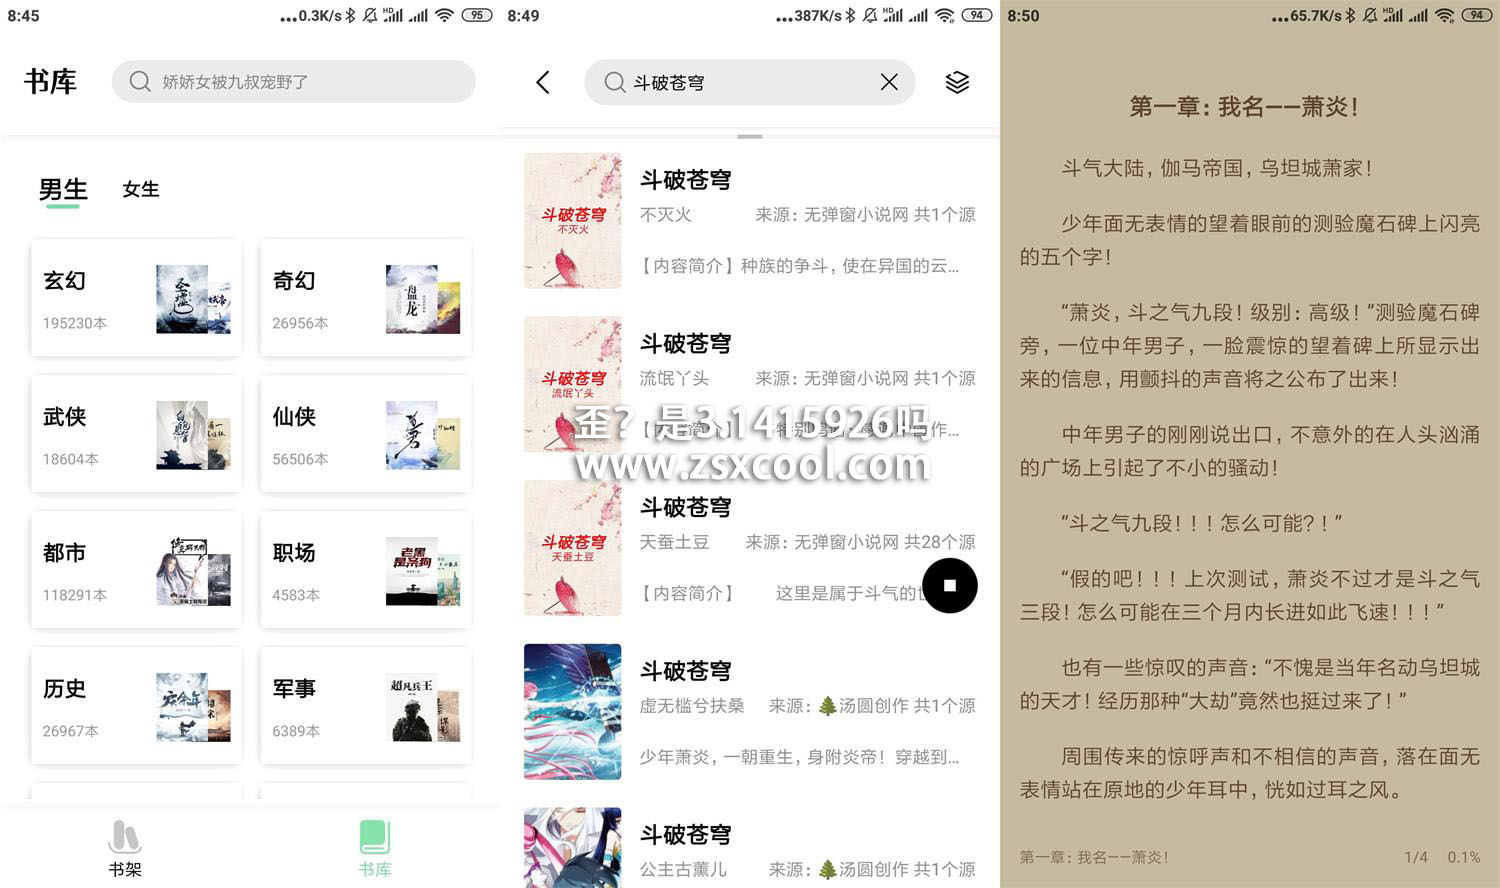 8:45
...0.3K/s HD 95
书库
娇娇女被九叔宠野了
男生 女生
玄幻
195230本
奇幻
26956本
武侠
18604本
仙侠
56506本
都市
118291本
职场
4583本
历史
26967本
军事
6389本
书架
书库
8:49
...387K/s HD 94
斗破苍穹
斗破苍穹
不灭火
斗破苍穹
不灭火 来源：无弹窗小说网 共1个源
【内容简介】种族的争斗，使在异国的云...
斗破苍穹
流氓丫头
斗破苍穹
流氓丫头 来源：无弹窗小说网 共1个源
歪？是3.1415926吗
www.zsxcool.com
斗破苍穹
天蚕土豆
斗破苍穹
天蚕土豆 来源：无弹窗小说网 共28个源
【内容简介】 这里是属于斗气的
斗破苍穹
虚无槛兮扶桑 来源：🌲汤圆创作 共1个源
少年萧炎，一朝重生，身附炎帝！穿越到...
斗破苍穹
公主古薰儿 来源：🌲汤圆创作 共1个源
8:50
...65.7K/s HD 94
第一章：我名——萧炎！
斗气大陆，伽马帝国，乌坦城萧家！
少年面无表情的望着眼前的测验魔石碑上闪亮
的五个字！
“萧炎，斗之气九段！级别：高级！”测验魔石碑
旁，一位中年男子，一脸震惊的望着碑上所显示出
来的信息，用颤抖的声音将之公布了出来！
中年男子的刚刚说出口，不意外的在人头汹涌
的广场上引起了不小的骚动！
“斗之气九段！！！怎么可能？！”
“假的吧！！！上次测试，萧炎不过才是斗之气
三段！怎么可能在三个月内长进如此飞速！！！”
也有一些惊叹的声音：“不愧是当年名动乌坦城
的天才！经历那种“大劫”竟然也挺过来了！”
周围传来的惊呼声和不相信的声音，落在面无
表情站在原地的少年耳中，恍如过耳之风。
第一章：我名——萧炎！ 1/4 0.1%